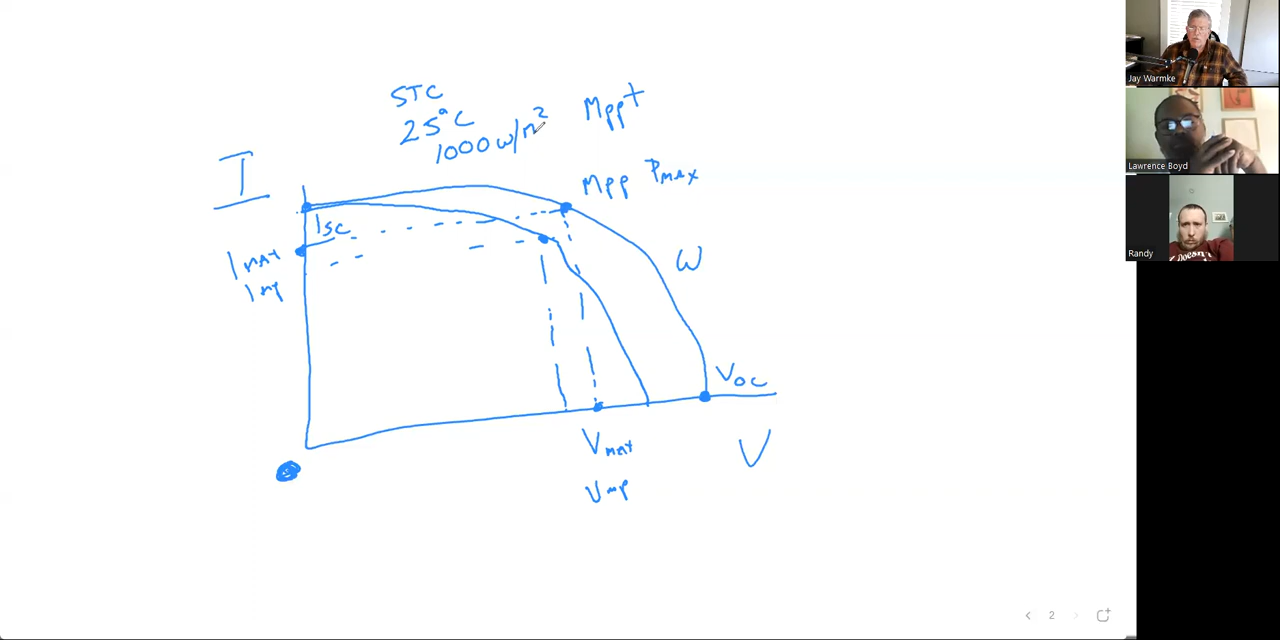 STC
25°C
1000 w/m²
MPPt
MPP PMAX
I
ISC
IMAX
IMP
W
VOC
VMAX
VMP
V
2
Jay Warmke
Lawrence Boyd
Randy